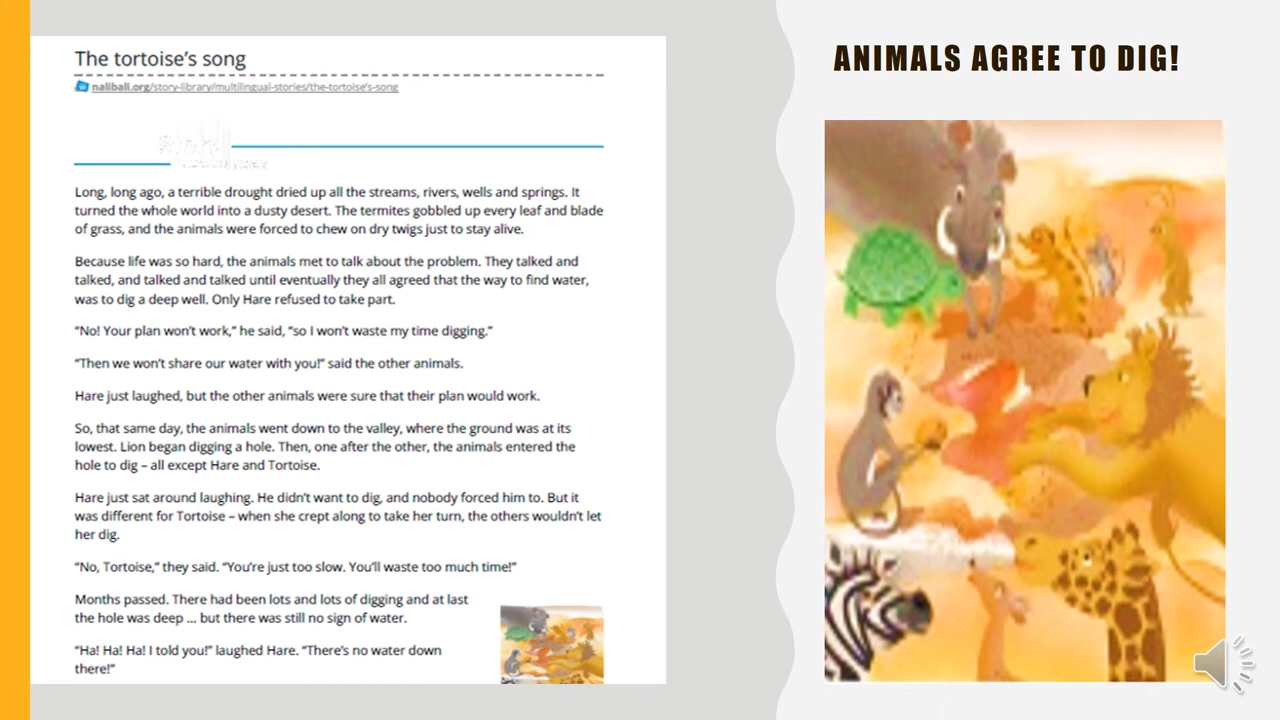 The tortoise's song
nalibali.org/story-library/multilingual-stories/the-tortoise's-song
Long, long ago, a terrible drought dried up all the streams, rivers, wells and springs. It
turned the whole world into a dusty desert. The termites gobbled up every leaf and blade
of grass, and the animals were forced to chew on dry twigs just to stay alive.
Because life was so hard, the animals met to talk about the problem. They talked and
talked, and talked and talked until eventually they all agreed that the way to find water,
was to dig a deep well. Only Hare refused to take part.
“No! Your plan won't work,” he said, “so I won't waste my time digging.”
“Then we won't share our water with you!” said the other animals.
Hare just laughed, but the other animals were sure that their plan would work.
So, that same day, the animals went down to the valley, where the ground was at its
lowest. Lion began digging a hole. Then, one after the other, the animals entered the
hole to dig – all except Hare and Tortoise.
Hare just sat around laughing. He didn't want to dig, and nobody forced him to. But it
was different for Tortoise – when she crept along to take her turn, the others wouldn't let
her dig.
“No, Tortoise,” they said. “You're just too slow. You'll waste too much time!”
Months passed. There had been lots and lots of digging and at last
the hole was deep ... but there was still no sign of water.
“Ha! Ha! Ha! I told you!” laughed Hare. “There's no water down
there!”
ANIMALS AGREE TO DIG!